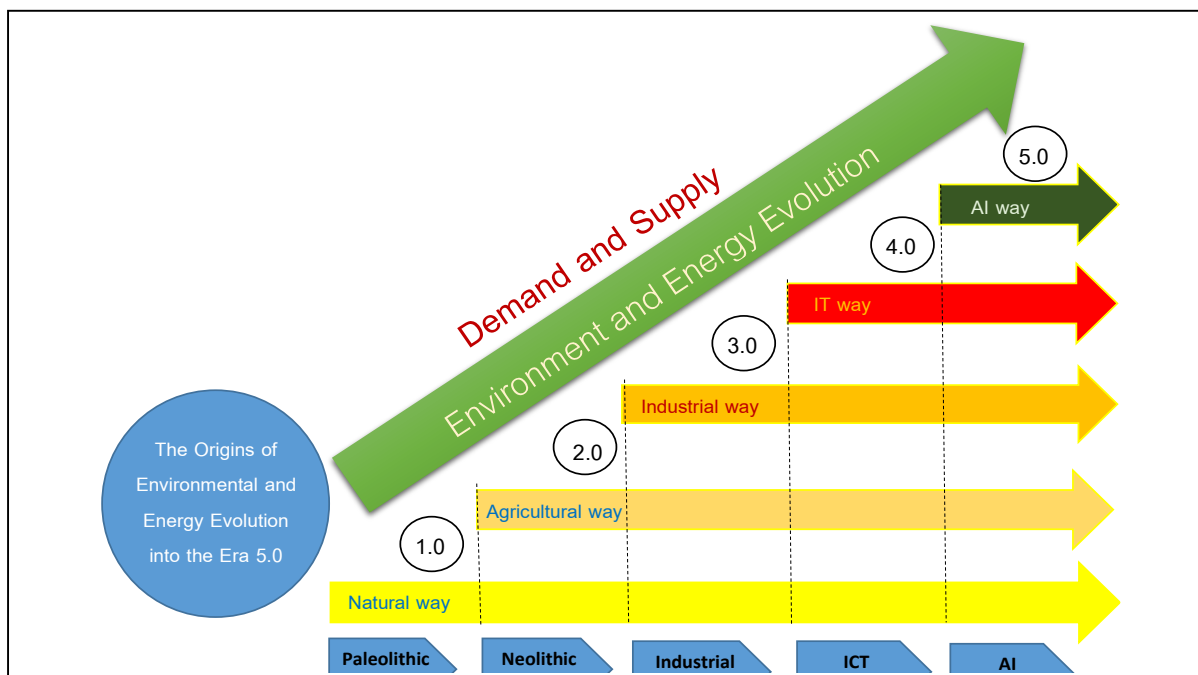 Demand and Supply
Environment and Energy Evolution
The Origins of
Environmental and
Energy Evolution
into the Era 5.0
5.0
AI way
4.0
IT way
3.0
Industrial way
2.0
Agricultural way
1.0
Natural way
Paleolithic
Neolithic
Industrial
ICT
AI